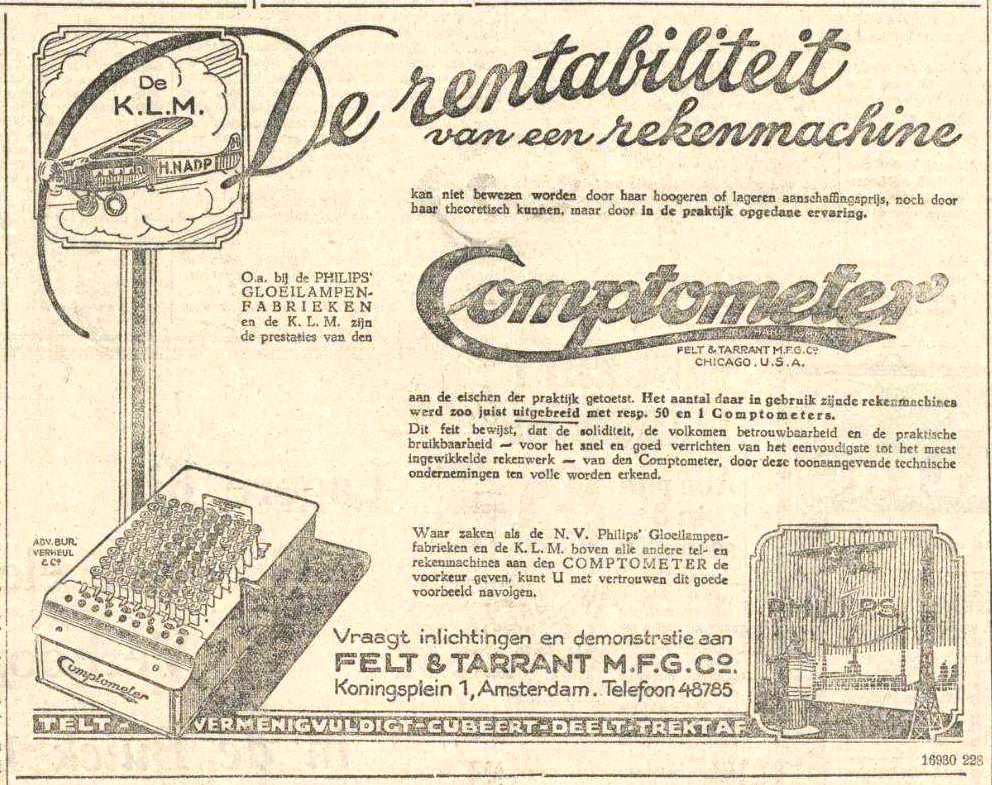 De
K.L.M.
H.NADP
De rentabiliteit
van een rekenmachine
kan niet bewezen worden door haar hoogeren of lageren aanschaffingsprijs, noch door
haar theoretisch kunnen, maar door in de praktijk opgedane ervaring.
O.a. bij de PHILIPS'
GLOEILAMPEN-
FABRIEKEN
en de K. L. M. zijn
de prestaties van den
Comptometer
FELT & TARRANT M.F.G. Co
CHICAGO. U.S.A.
aan de eischen der praktijk getoetst. Het aantal daar in gebruik zijnde rekenmachines
werd zoo juist uitgebreid met resp. 50 en 1 Comptometers.
Dit feit bewijst, dat de soliditeit, de volkomen betrouwbaarheid en de praktische
bruikbaarheid — voor het snel en goed verrichten van het eenvoudigste tot het meest
ingewikkelde rekenwerk — van den Comptometer, door deze toonaangevende technische
ondernemingen ten volle worden erkend.
ADV. BUR.
VERHEUL
& Co
Waar zaken als de N. V. Philips' Gloeilampen-
fabrieken en de K. L. M. boven alle andere tel- en
rekenmachines aan den COMPTOMETER de
voorkeur geven, kunt U met vertrouwen dit goede
voorbeeld navolgen.
PHILIPS
Vraagt inlichtingen en demonstratie aan
FELT & TARRANT M.F.G. Co.
Koningsplein 1, Amsterdam. Telefoon 48785
Comptometer
TELT - VERMENIGVULDIGT-CUBEERT-DEELT-TREKT AF
16930 228